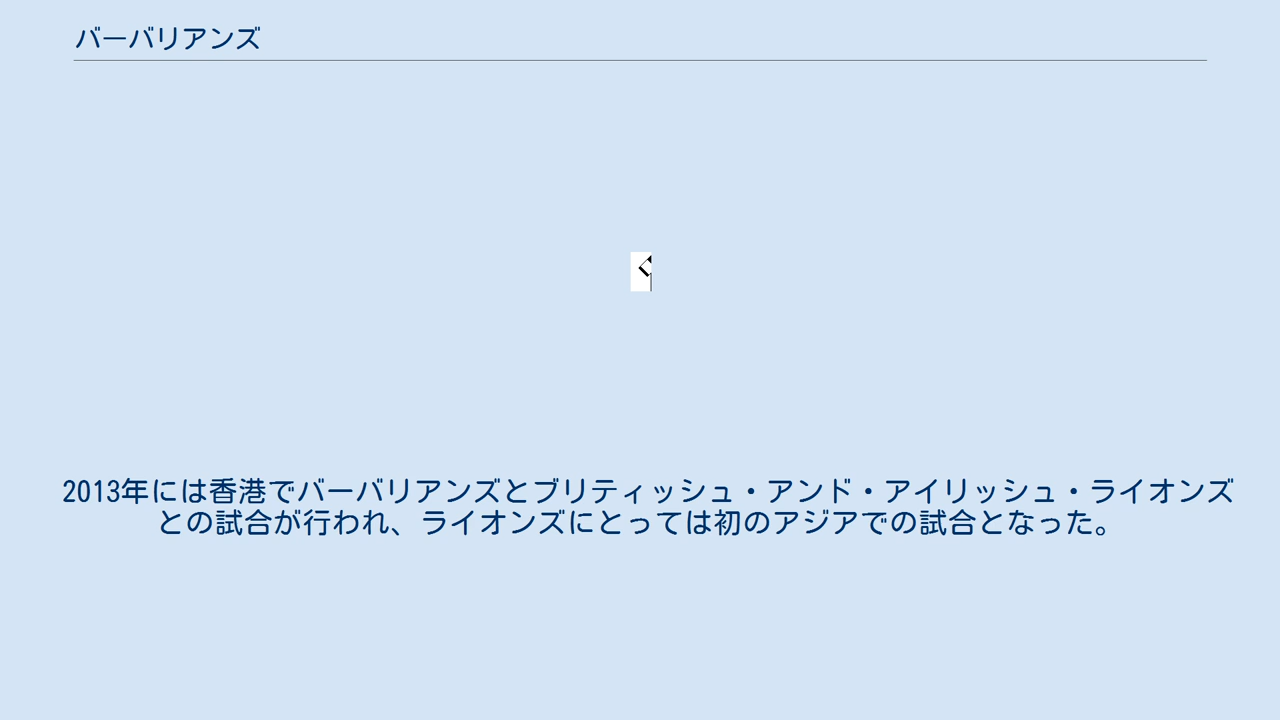 バーバリアンズ
2013年には香港でバーバリアンズとブリティッシュ・アンド・アイリッシュ・ライオンズ
との試合が行われ、ライオンズにとっては初のアジアでの試合となった。